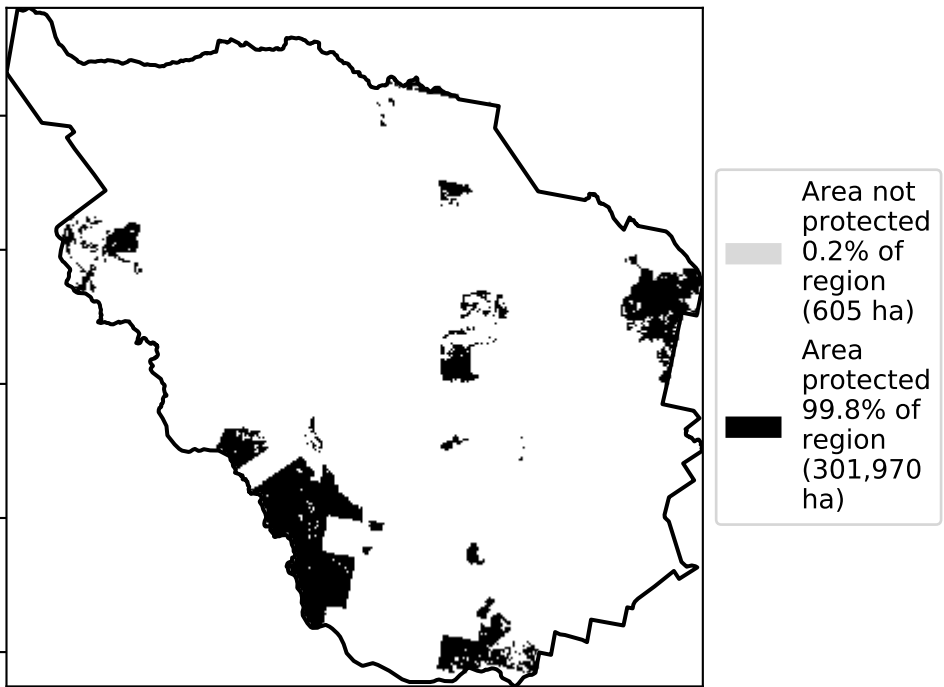 Area not
protected
0.2% of
region
(605 ha)
Area
protected
99.8% of
region
(301,970
ha)